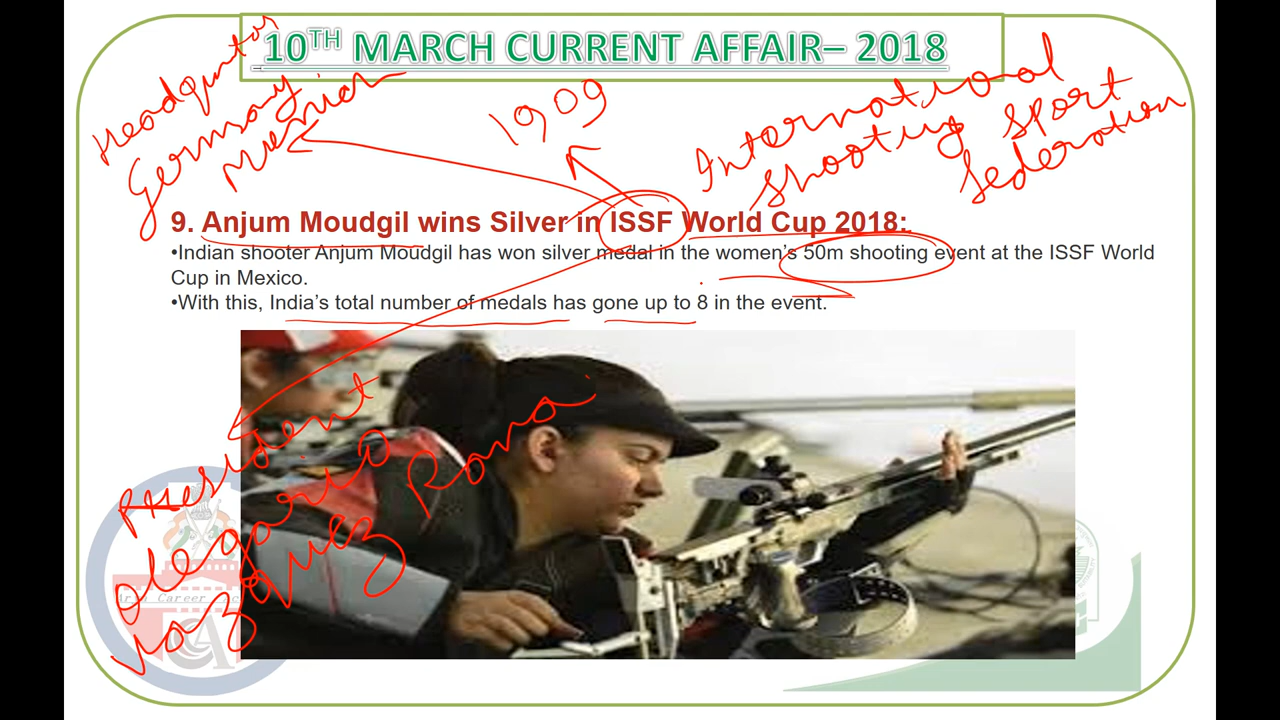 10TH MARCH CURRENT AFFAIR– 2018
Headquators
Germany
Munich
1909
International
Shooting Sport
Federation
9. Anjum Moudgil wins Silver in ISSF World Cup 2018:
•Indian shooter Anjum Moudgil has won silver medal in the women's 50m shooting event at the ISSF World
Cup in Mexico.
•With this, India's total number of medals has gone up to 8 in the event.
President
Olegario
Vazquez Rana
Career